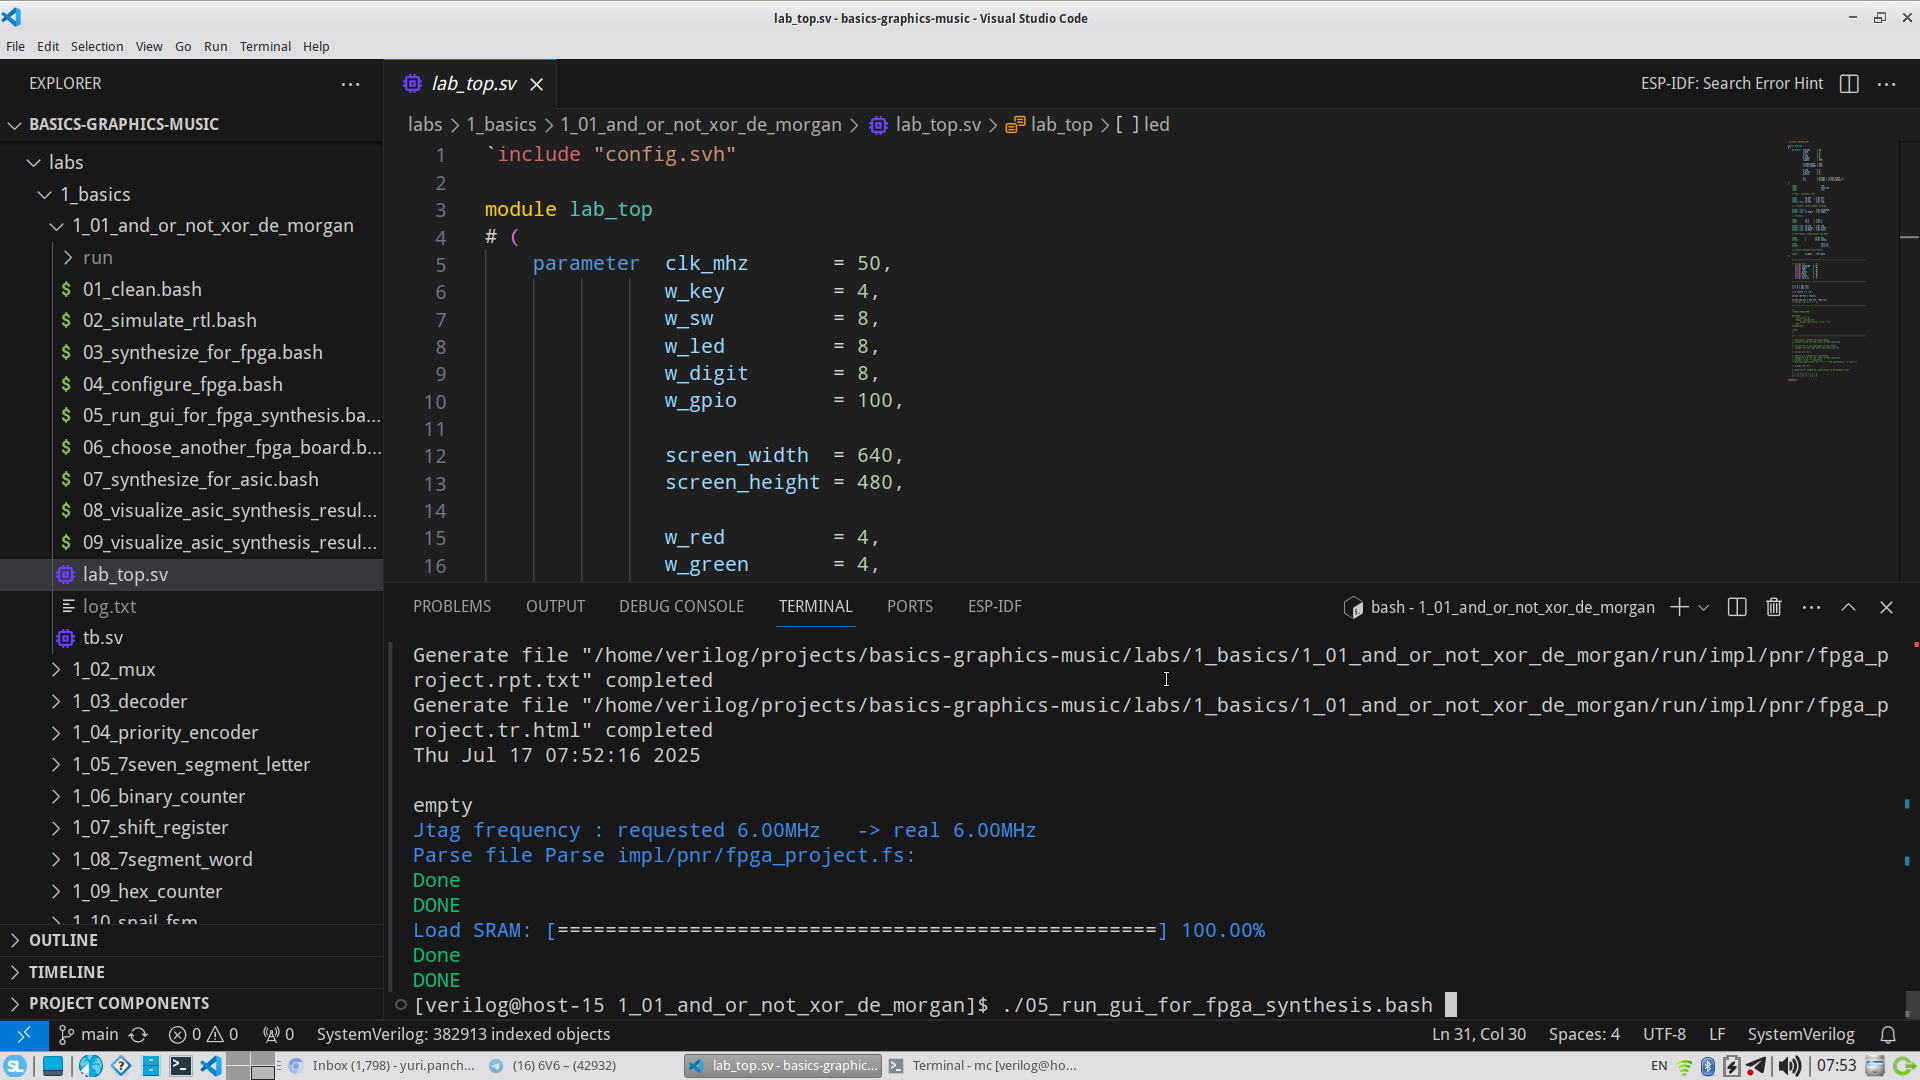 lab_top.sv - basics-graphics-music - Visual Studio Code
File Edit Selection View Go Run Terminal Help
EXPLORER
BASICS-GRAPHICS-MUSIC
labs
1_basics
1_01_and_or_not_xor_de_morgan
run
$ 01_clean.bash
$ 02_simulate_rtl.bash
$ 03_synthesize_for_fpga.bash
$ 04_configure_fpga.bash
$ 05_run_gui_for_fpga_synthesis.ba...
$ 06_choose_another_fpga_board.b...
$ 07_synthesize_for_asic.bash
$ 08_visualize_asic_synthesis_resul...
$ 09_visualize_asic_synthesis_resul...
lab_top.sv
log.txt
tb.sv
1_02_mux
1_03_decoder
1_04_priority_encoder
1_05_7seven_segment_letter
1_06_binary_counter
1_07_shift_register
1_08_7segment_word
1_09_hex_counter
1_10_snail_fsm
OUTLINE
TIMELINE
PROJECT COMPONENTS
lab_top.sv
ESP-IDF: Search Error Hint
labs > 1_basics > 1_01_and_or_not_xor_de_morgan > lab_top.sv > lab_top > [ ] led
1 `include "config.svh"
2
3 module lab_top
4 # (
5 parameter clk_mhz = 50,
6 w_key = 4,
7 w_sw = 8,
8 w_led = 8,
9 w_digit = 8,
10 w_gpio = 100,
11
12 screen_width = 640,
13 screen_height = 480,
14
15 w_red = 4,
16 w_green = 4,
PROBLEMS OUTPUT DEBUG CONSOLE TERMINAL PORTS ESP-IDF
bash - 1_01_and_or_not_xor_de_morgan
Generate file "/home/verilog/projects/basics-graphics-music/labs/1_basics/1_01_and_or_not_xor_de_morgan/run/impl/pnr/fpga_p
roject.rpt.txt" completed
Generate file "/home/verilog/projects/basics-graphics-music/labs/1_basics/1_01_and_or_not_xor_de_morgan/run/impl/pnr/fpga_p
roject.tr.html" completed
Thu Jul 17 07:52:16 2025
empty
Jtag frequency : requested 6.00MHz -> real 6.00MHz
Parse file Parse impl/pnr/fpga_project.fs:
Done
DONE
Load SRAM: [==================================================] 100.00%
Done
DONE
[verilog@host-15 1_01_and_or_not_xor_de_morgan]$ ./05_run_gui_for_fpga_synthesis.bash
main 0 0 0 SystemVerilog: 382913 indexed objects
Ln 31, Col 30 Spaces: 4 UTF-8 LF SystemVerilog
SL
Inbox (1,798) - yuri.panch...
(16) 6V6 – (42932)
lab_top.sv - basics-graphic...
Terminal - mc [verilog@ho...
EN
07:53